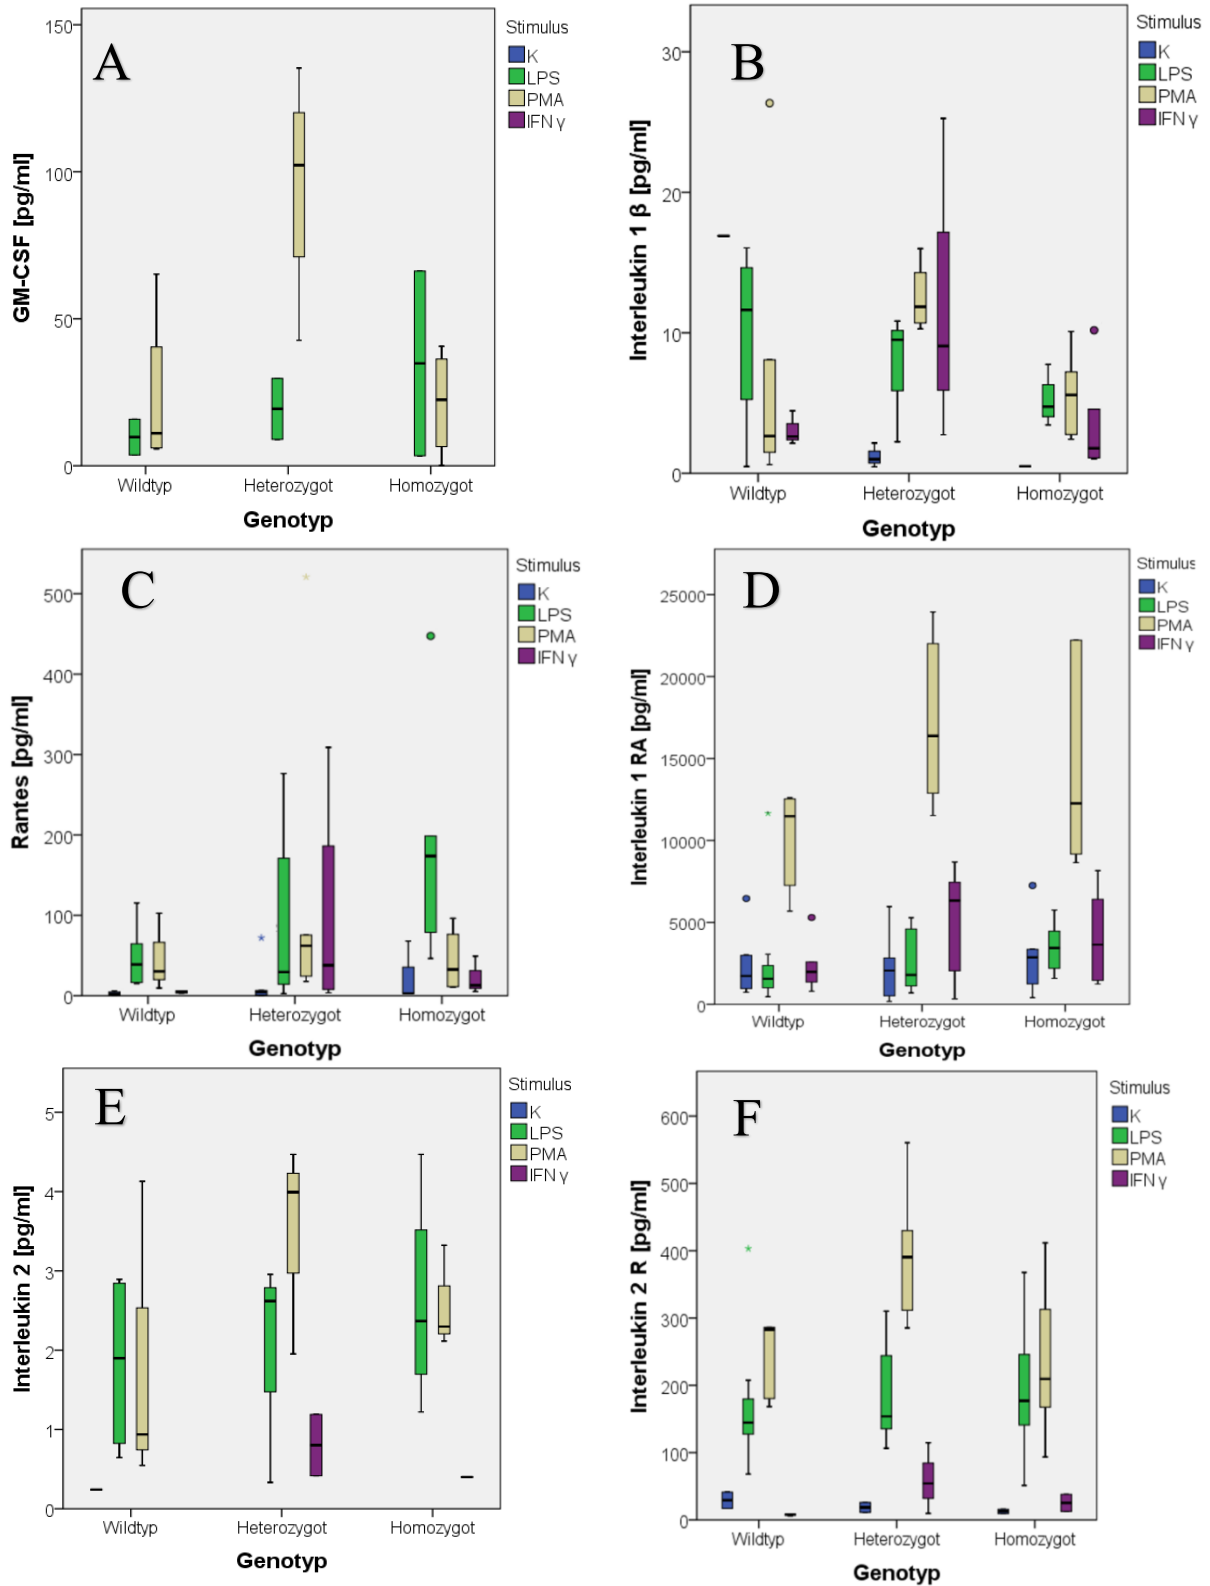 A
GM-CSF [pg/ml]
150
100
50
0
Wildtyp Heterozygot Homozygot
Genotyp
Stimulus
K
LPS
PMA
IFN γ
B
Interleukin 1 β [pg/ml]
30
20
10
0
Wildtyp Heterozygot Homozygot
Genotyp
Stimulus
K
LPS
PMA
IFN γ
C
Rantes [pg/ml]
500
400
300
200
100
0
Wildtyp Heterozygot Homozygot
Genotyp
Stimulus
K
LPS
PMA
IFN γ
D
Interleukin 1 RA [pg/ml]
25000
20000
15000
10000
5000
0
Wildtyp Heterozygot Homozygot
Genotyp
Stimulus
K
LPS
PMA
IFN γ
E
Interleukin 2 [pg/ml]
5
4
3
2
1
0
Wildtyp Heterozygot Homozygot
Genotyp
Stimulus
K
LPS
PMA
IFN γ
F
Interleukin 2 R [pg/ml]
600
500
400
300
200
100
0
Wildtyp Heterozygot Homozygot
Genotyp
Stimulus
K
LPS
PMA
IFN γ